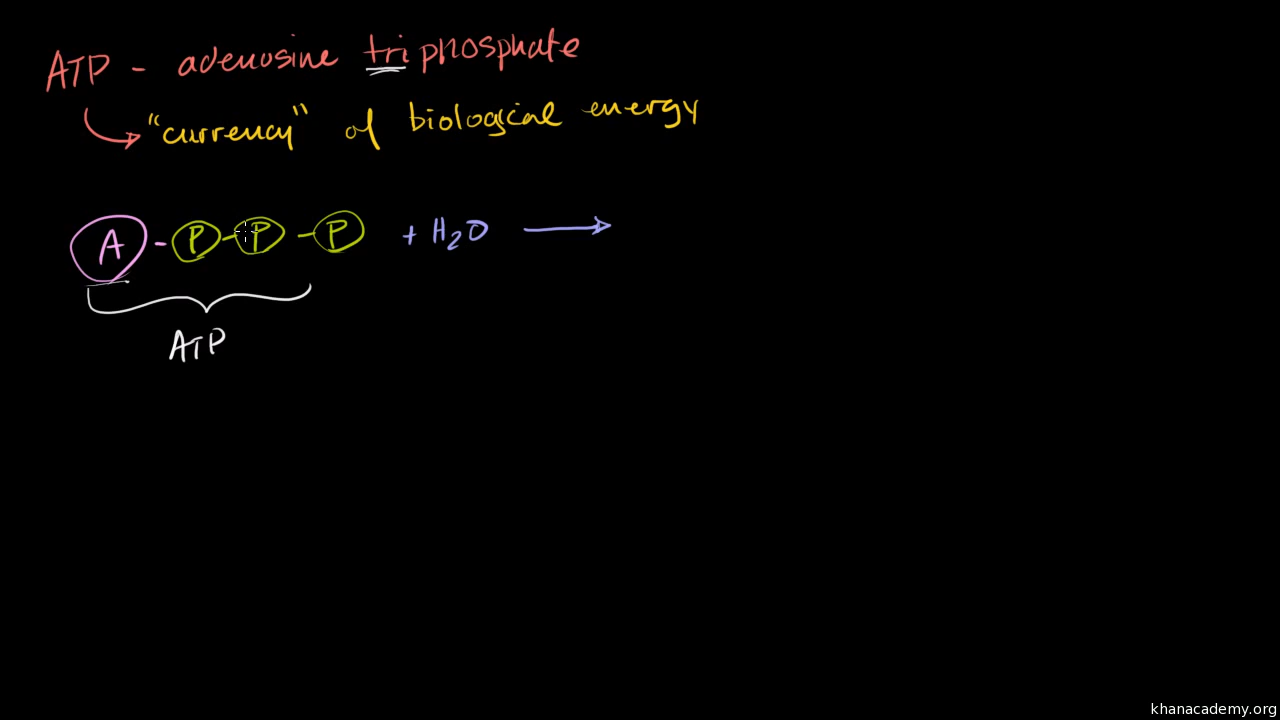 ATP - adenosine triphosphate
"currency" of biological energy
A - P - P - P + H2O
ATP
khanacademy.org